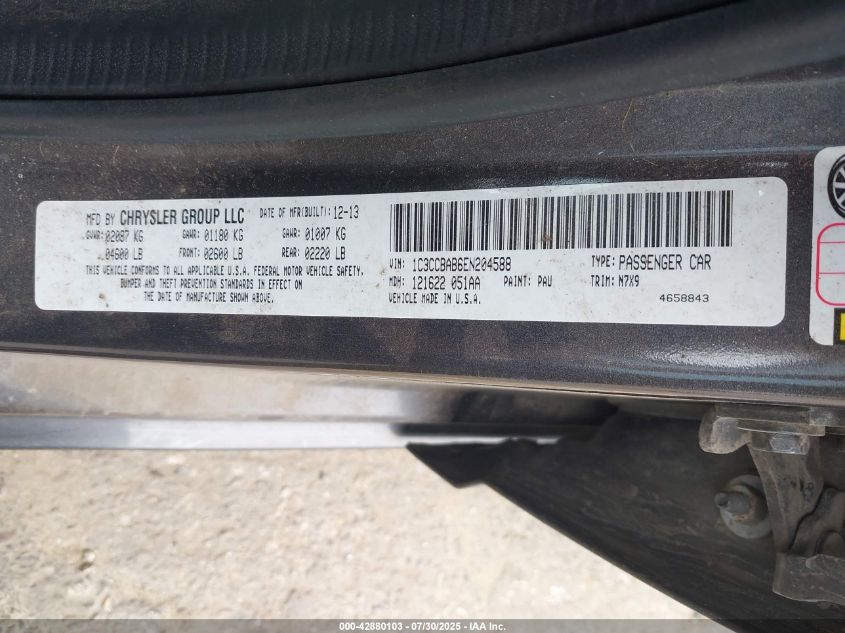 MFD BY CHRYSLER GROUP LLC DATE OF MFR(BUILT): 12-13
GVWR: 02087 KG GAWR: 01180 KG GAWR: 01007 KG
04600 LB FRONT: 02600 LB REAR: 02220 LB
THIS VEHICLE CONFORMS TO ALL APPLICABLE U.S.A. FEDERAL MOTOR VEHICLE SAFETY,
BUMPER AND THEFT PREVENTION STANDARDS IN EFFECT ON
THE DATE OF MANUFACTURE SHOWN ABOVE.
VIN: 1C3CCBAB6EN204588 TYPE: PASSENGER CAR
MDH: 121622 051AA PAINT: PAU TRIM: N7X9
VEHICLE MADE IN U.S.A. 4658843
000-42880103 / 07/30/2025 - IAA Inc.